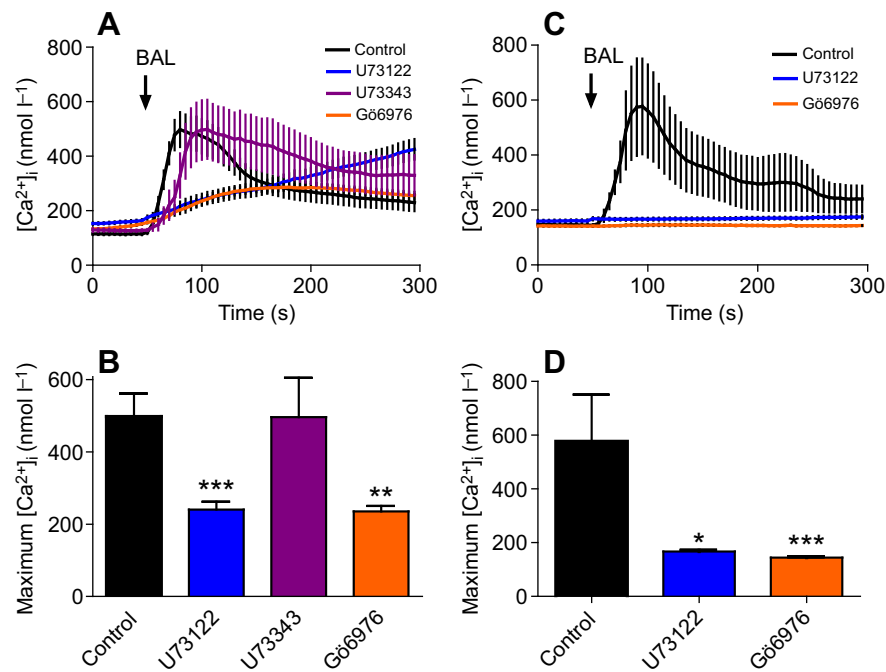 A
BAL
Control
U73122
U73343
Gö6976
[Ca²⁺]ᵢ (nmol l⁻¹)
800
600
400
200
0
0 100 200 300
Time (s)
C
BAL
Control
U73122
Gö6976
[Ca²⁺]ᵢ (nmol l⁻¹)
800
600
400
200
0
0 100 200 300
Time (s)
B
Maximum [Ca²⁺]ᵢ (nmol l⁻¹)
600
400
200
0
*** **
Control U73122 U73343 Gö6976
D
Maximum [Ca²⁺]ᵢ (nmol l⁻¹)
800
600
400
200
0
* ***
Control U73122 Gö6976